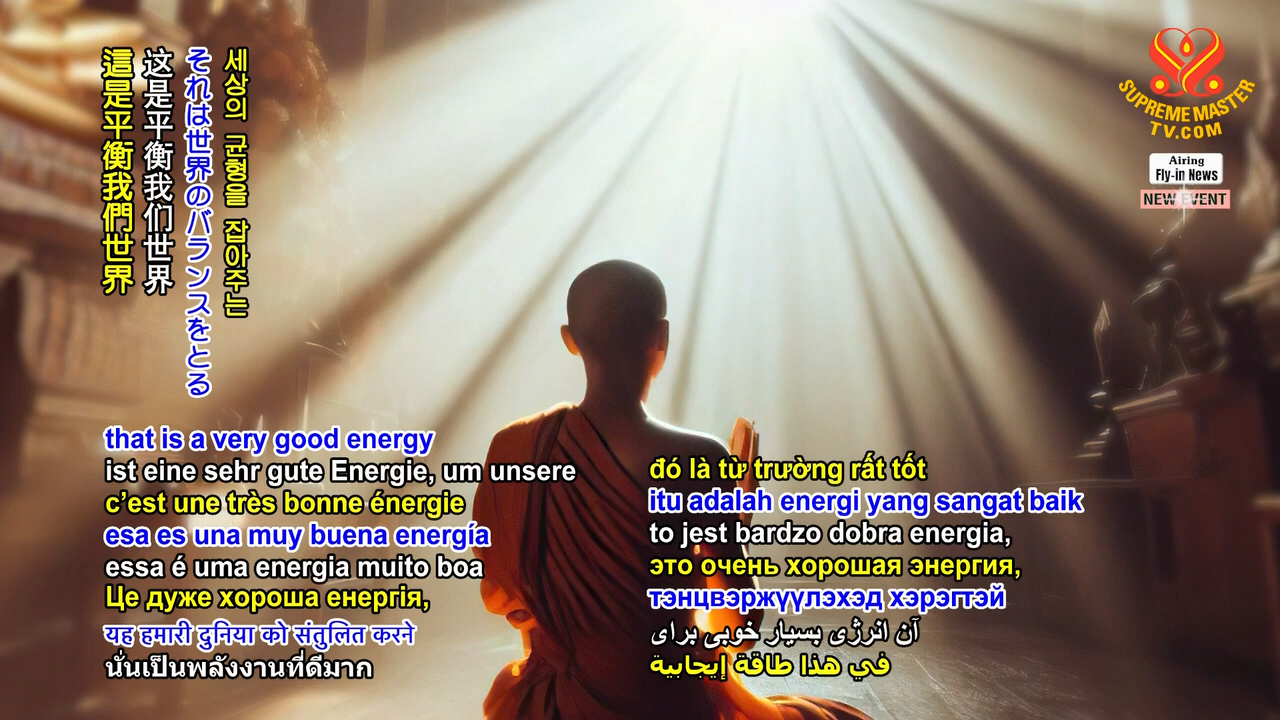 這是平衡我們世界
这是平衡我们世界
それは世界のバランスをとる
세상의 균형을 잡아주는
SUPREME MASTER
TV.COM
Airing
Fly-in News
NEW EVENT
that is a very good energy
ist eine sehr gute Energie, um unsere
c’est une très bonne énergie
esa es una muy buena energía
essa é uma energia muito boa
Це дуже хороша енергія,
यह हमारी दुनिया को संतुलित करने
นั่นเป็นพลังงานที่ดีมาก
đó là từ trường rất tốt
itu adalah energi yang sangat baik
to jest bardzo dobra energia,
это очень хорошая энергия,
тэнцвэржүүлэхэд хэрэгтэй
آن انرژی بسیار خوبی برای
في هذا طاقة إيجابية